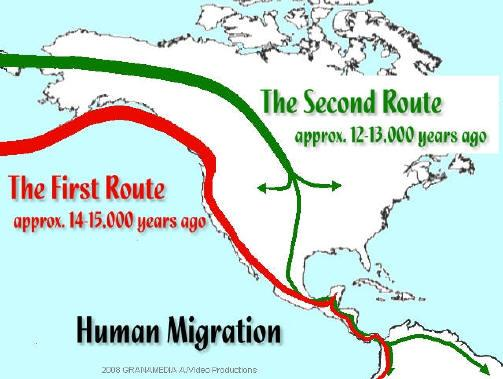 The Second Route
approx. 12-13,000 years ago
The First Route
approx. 14-15,000 years ago
Human Migration
2008 GRANAMEDIA A/Video Productions